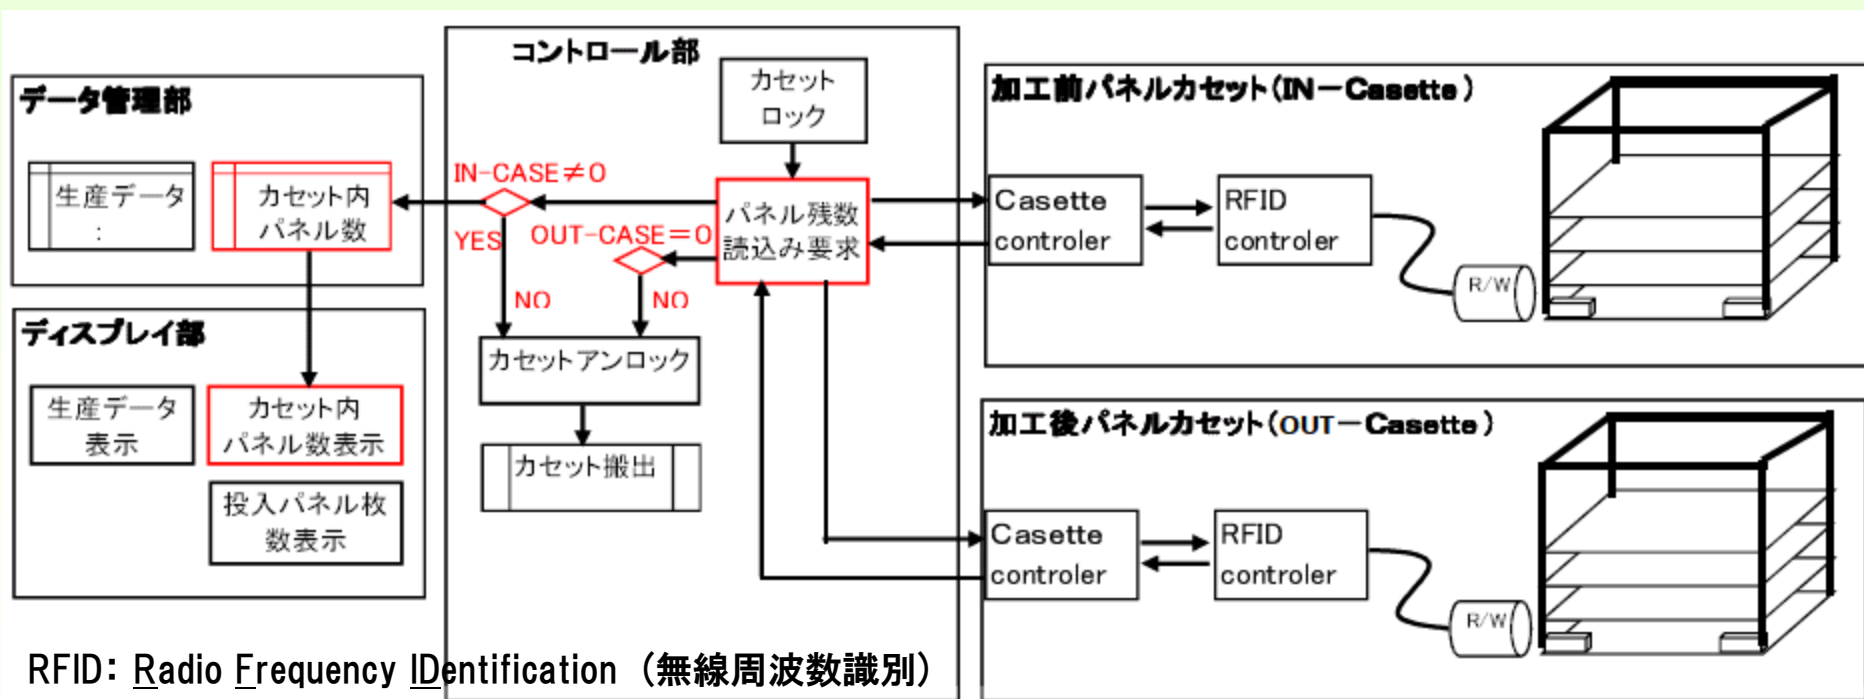 データ管理部
生産データ
:
カセット内
パネル数
ディスプレイ部
生産データ
表示
カセット内
パネル数表示
投入パネル枚
数表示
コントロール部
カセット
ロック
IN-CASE≠0
YES
OUT-CASE=0
パネル残数
読込み要求
NO
NO
カセットアンロック
カセット搬出
加工前パネルカセット(IN-Casette)
Casette
controler
RFID
controler
R/W
加工後パネルカセット(OUT-Casette)
Casette
controler
RFID
controler
R/W
RFID: Radio Frequency IDentification (無線周波数識別)